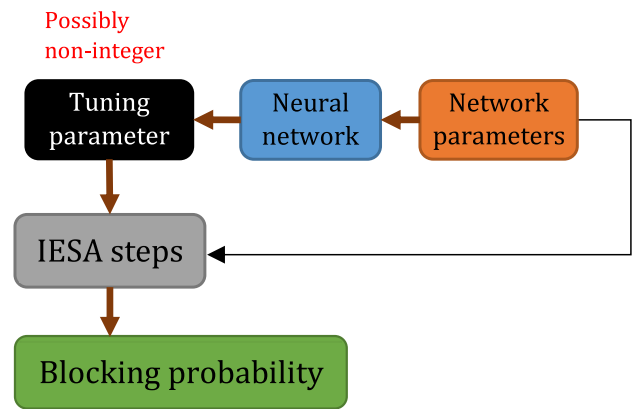 Possibly
non-integer
Tuning
parameter
Neural
network
Network
parameters
IESA steps
Blocking probability